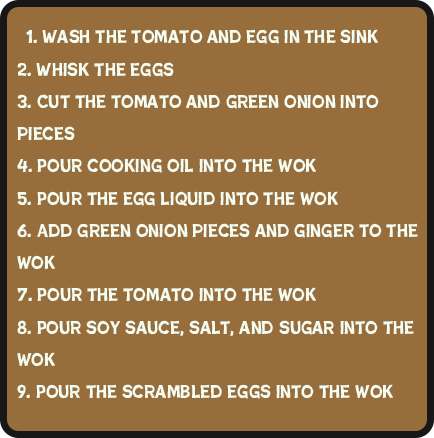 1. WASH THE TOMATO AND EGG IN THE SINK
2. WHISK THE EGGS
3. CUT THE TOMATO AND GREEN ONION INTO
PIECES
4. POUR COOKING OIL INTO THE WOK
5. POUR THE EGG LIQUID INTO THE WOK
6. ADD GREEN ONION PIECES AND GINGER TO THE
WOK
7. POUR THE TOMATO INTO THE WOK
8. POUR SOY SAUCE, SALT, AND SUGAR INTO THE
WOK
9. POUR THE SCRAMBLED EGGS INTO THE WOK